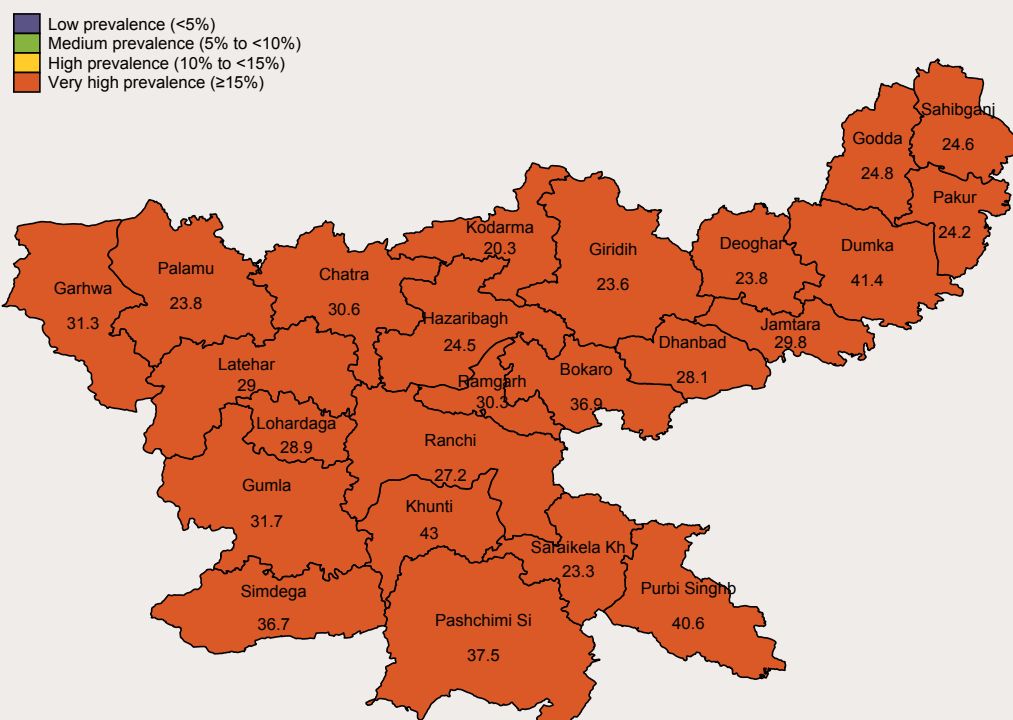 Low prevalence (<5%)
Medium prevalence (5% to <10%)
High prevalence (10% to <15%)
Very high prevalence (≥15%)
Sahibganj
24.6
Godda
24.8
Pakur
24.2
Kodarma
20.3
Giridih
23.6
Deoghar
23.8
Dumka
41.4
Palamu
23.8
Chatra
30.6
Garhwa
31.3
Hazaribagh
24.5
Jamtara
29.8
Dhanbad
28.1
Latehar
29
Ramgarh
30.3
Bokaro
36.9
Lohardaga
28.9
Ranchi
27.2
Gumla
31.7
Khunti
43
Saraikela Kh
23.3
Simdega
36.7
Purbi Singhb
40.6
Pashchimi Si
37.5